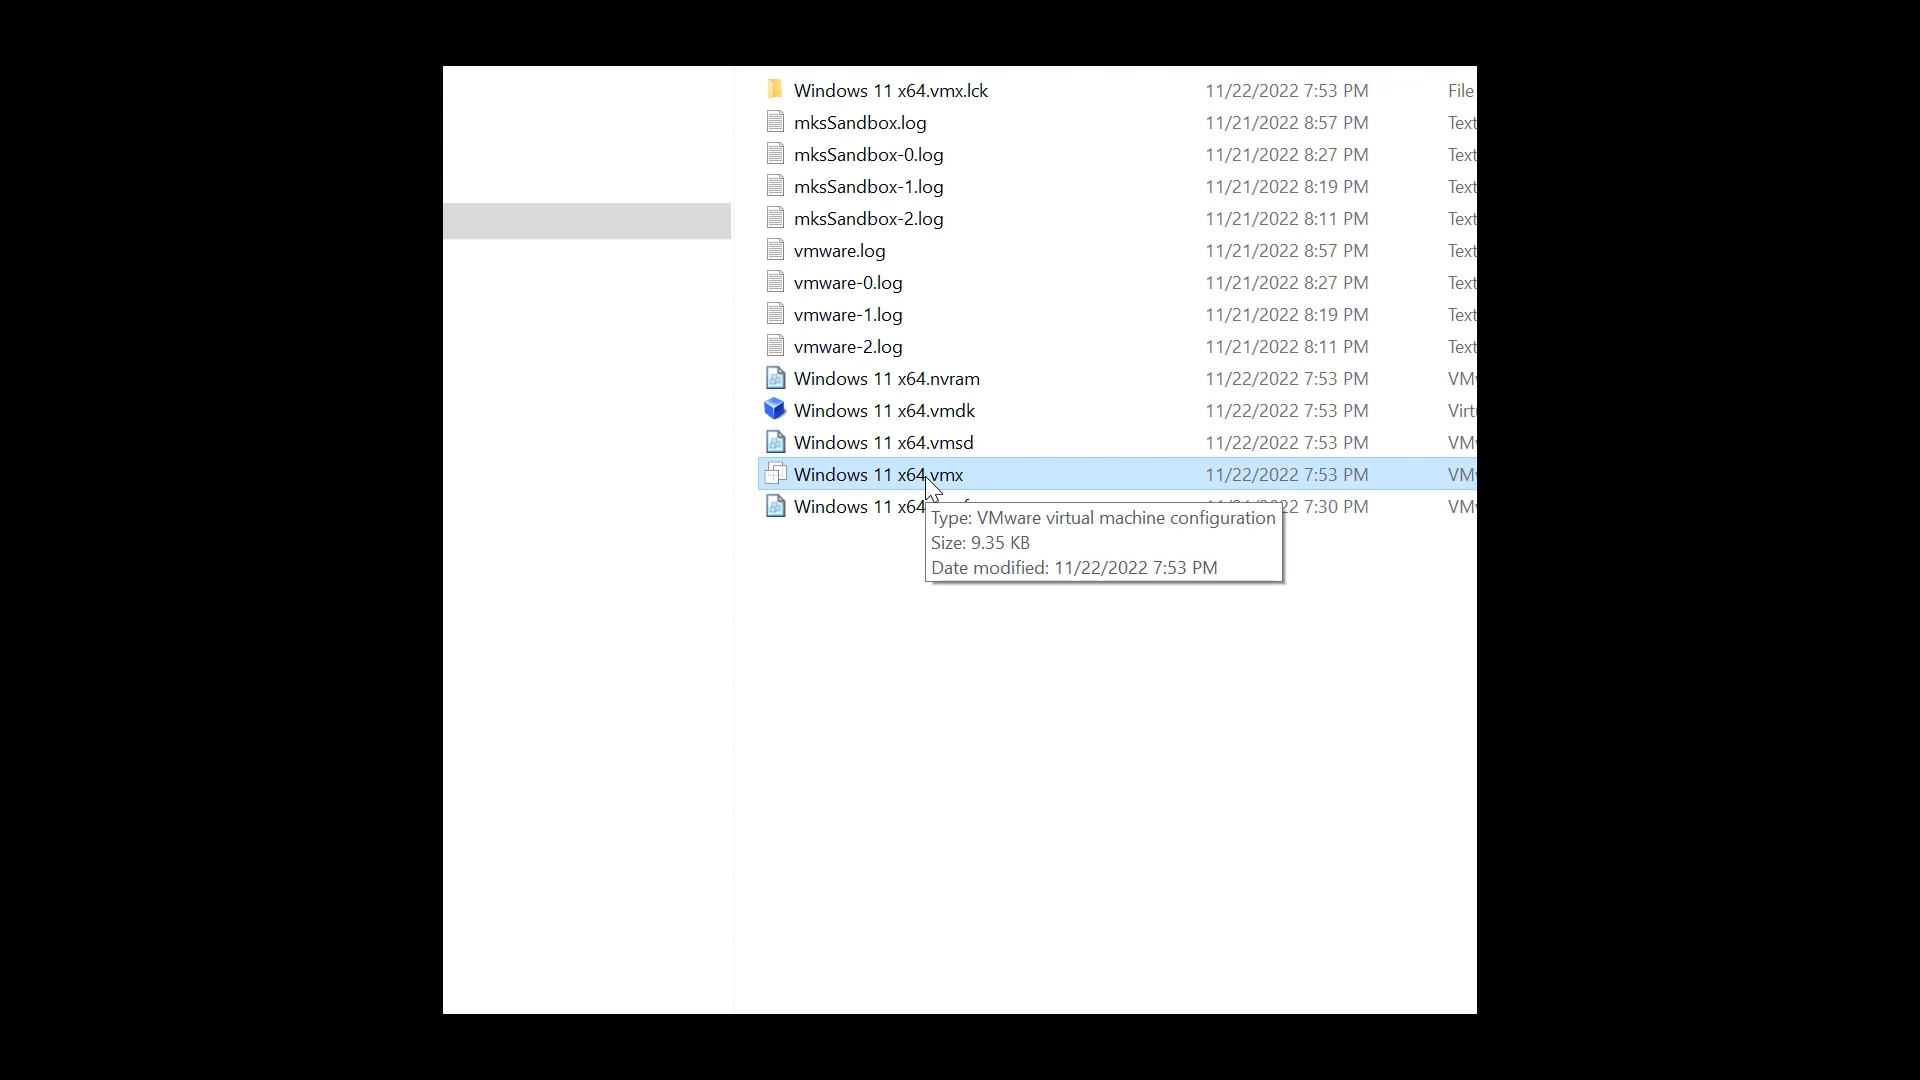 Windows 11 x64.vmx.lck 11/22/2022 7:53 PM File
mksSandbox.log 11/21/2022 8:57 PM Text
mksSandbox-0.log 11/21/2022 8:27 PM Text
mksSandbox-1.log 11/21/2022 8:19 PM Text
mksSandbox-2.log 11/21/2022 8:11 PM Text
vmware.log 11/21/2022 8:57 PM Text
vmware-0.log 11/21/2022 8:27 PM Text
vmware-1.log 11/21/2022 8:19 PM Text
vmware-2.log 11/21/2022 8:11 PM Text
Windows 11 x64.nvram 11/22/2022 7:53 PM VM
Windows 11 x64.vmdk 11/22/2022 7:53 PM Virt
Windows 11 x64.vmsd 11/22/2022 7:53 PM VM
Windows 11 x64.vmx 11/22/2022 7:53 PM VM
Windows 11 x64 7:30 PM VM
Type: VMware virtual machine configuration
Size: 9.35 KB
Date modified: 11/22/2022 7:53 PM